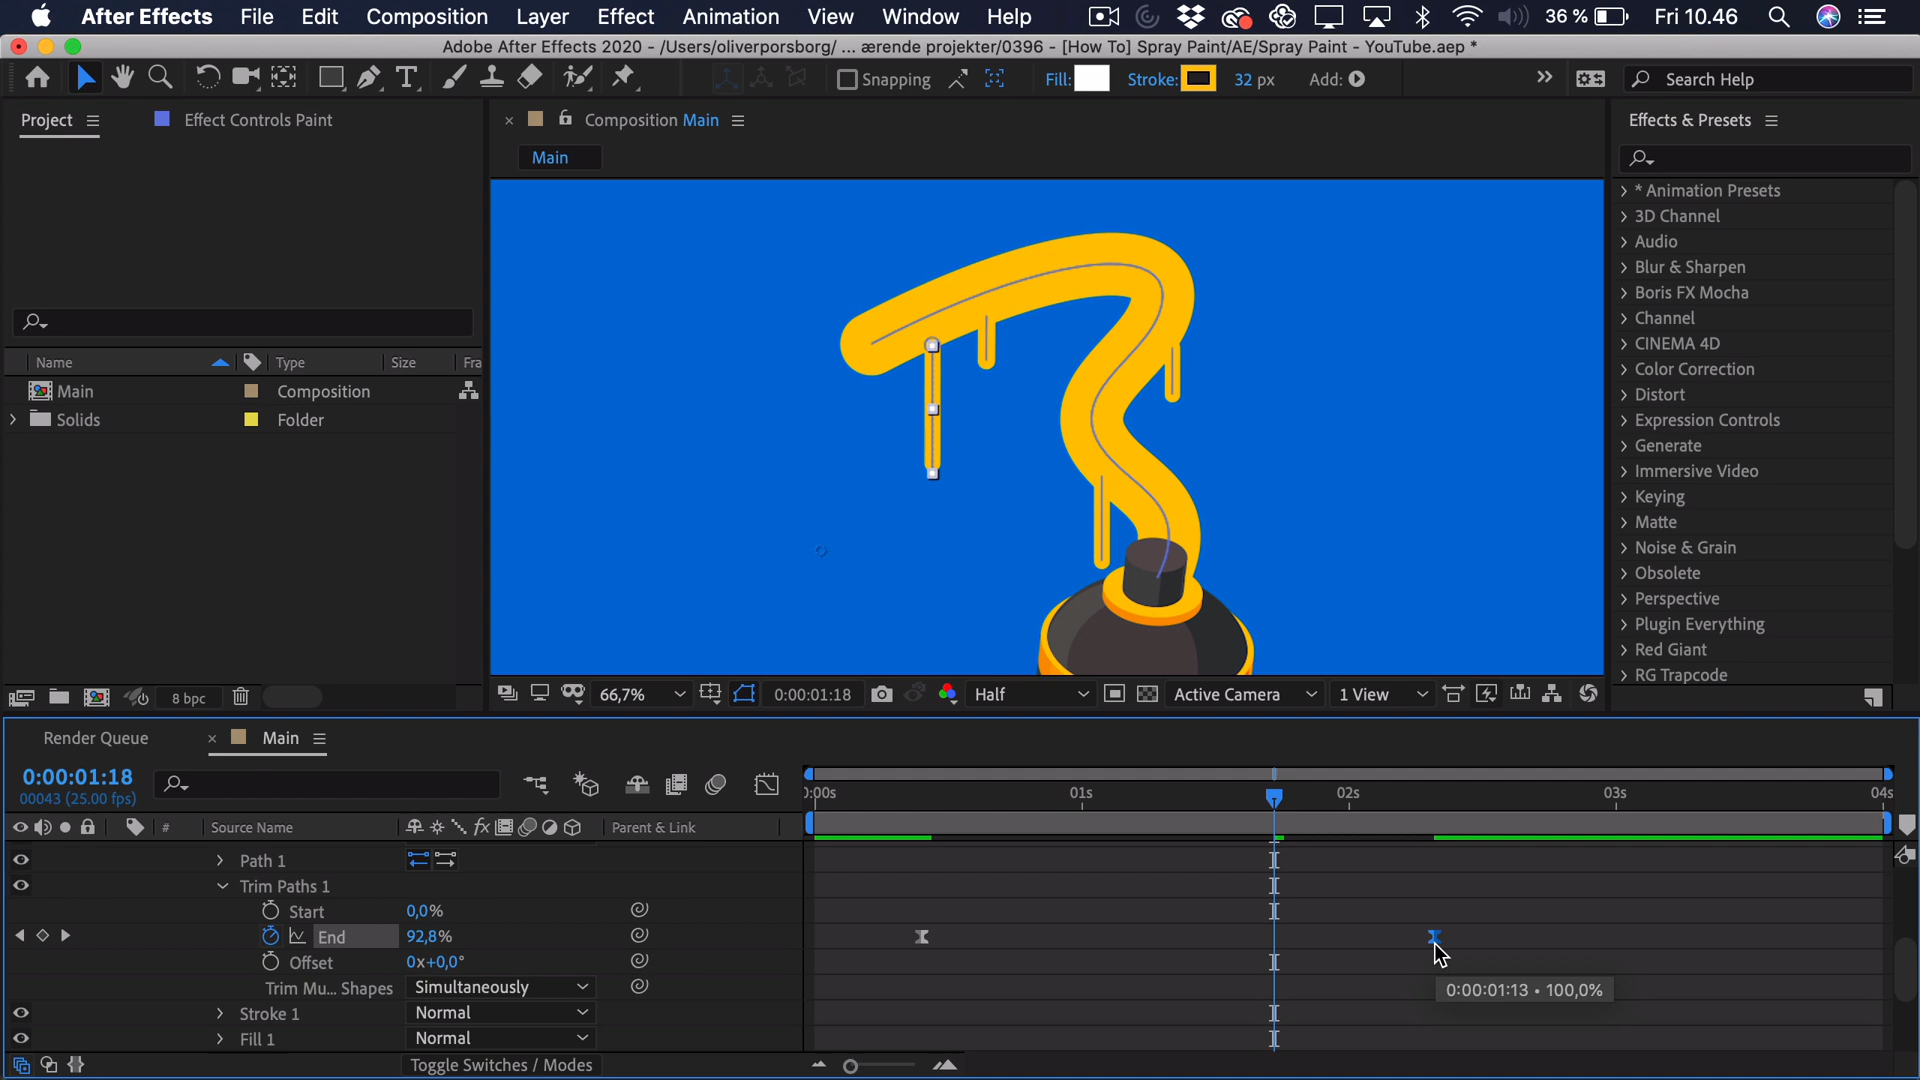 After Effects File Edit Composition Layer Effect Animation View Window Help 36 % Fri 10.46
Adobe After Effects 2020 - /Users/oliverporsborg/ ... ærende projekter/0396 - [How To] Spray Paint/AE/Spray Paint - YouTube.aep *
Snapping Fill: Stroke: 32 px Add: Search Help
Project Effect Controls Paint
Composition Main
Effects & Presets
Main
* Animation Presets
3D Channel
Audio
Blur & Sharpen
Boris FX Mocha
Channel
CINEMA 4D
Color Correction
Distort
Expression Controls
Generate
Immersive Video
Keying
Matte
Noise & Grain
Obsolete
Perspective
Plugin Everything
Red Giant
RG Trapcode
Name Type Size Fra
Main Composition
Solids Folder
8 bpc
66,7% 0:00:01:18 Half Active Camera 1 View
Render Queue Main
0:00:01:18
00043 (25.00 fps)
0:00s 01s 02s 03s 04s
# Source Name fx Parent & Link
Path 1
Trim Paths 1
Start 0,0%
End 92,8%
Offset 0x+0,0°
Trim Mu... Shapes Simultaneously
0:00:01:13 • 100,0%
Stroke 1 Normal
Fill 1 Normal
Toggle Switches / Modes